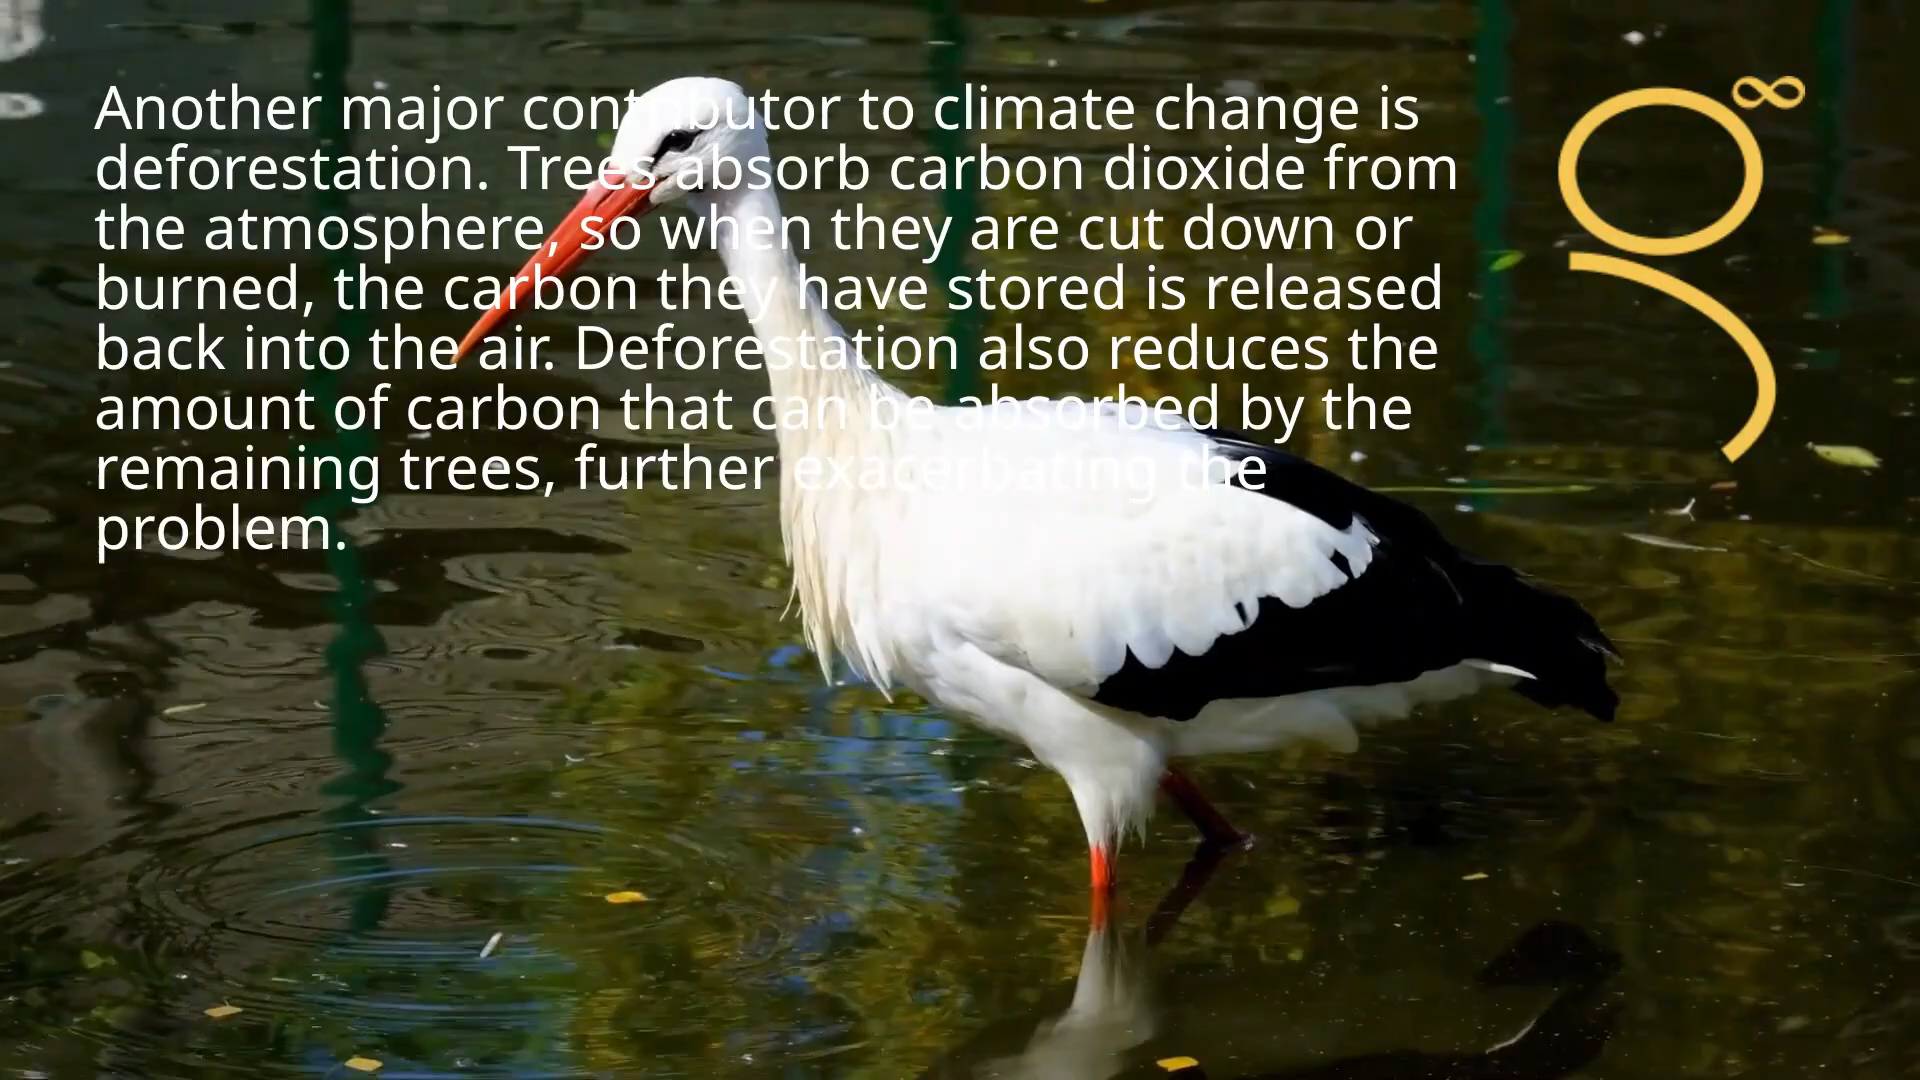 Another major contributor to climate change is
deforestation. Trees absorb carbon dioxide from
the atmosphere, so when they are cut down or
burned, the carbon they have stored is released
back into the air. Deforestation also reduces the
amount of carbon that can be absorbed by the
remaining trees, further exacerbating the
problem.